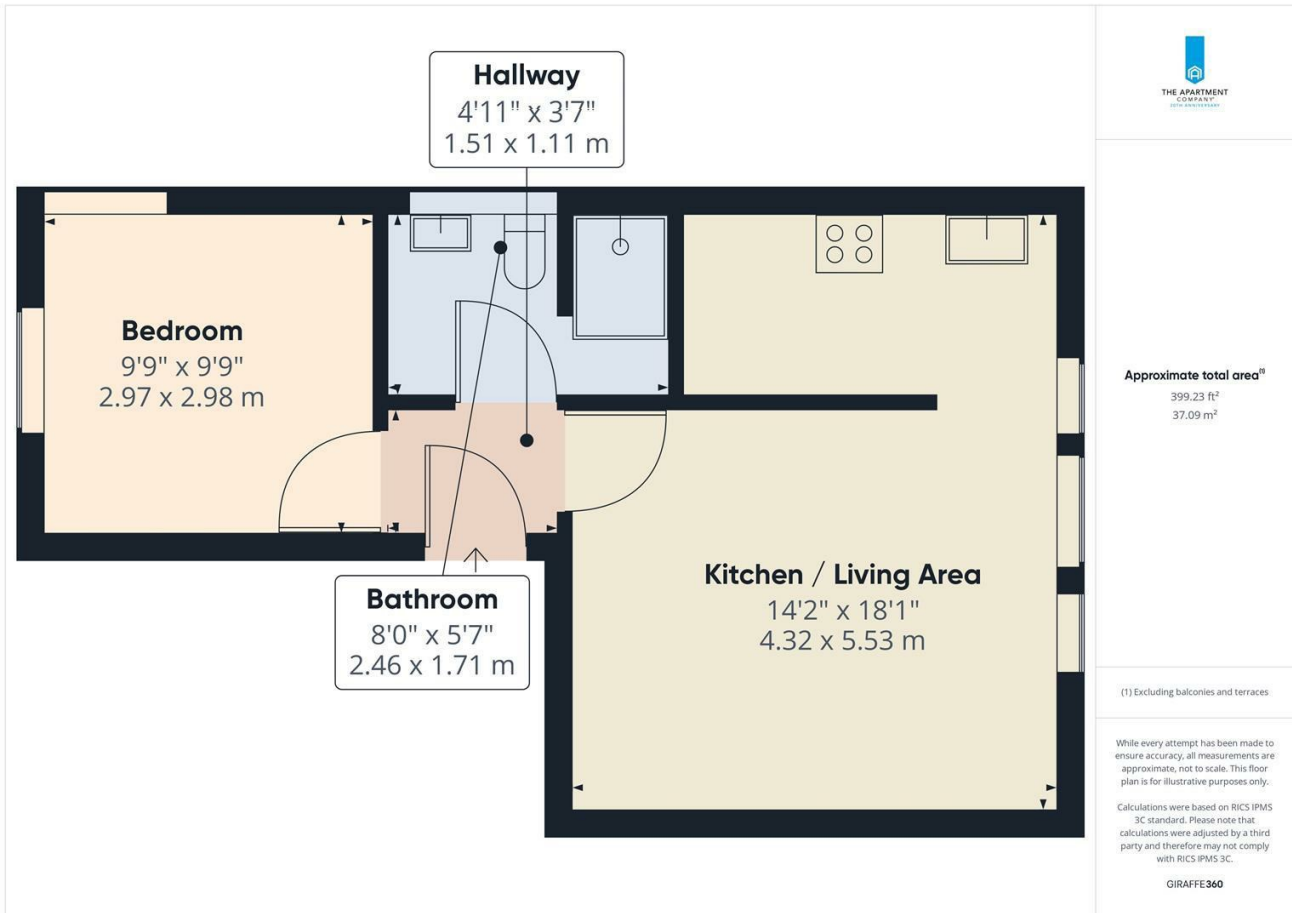 Hallway
4'11" x 3'7"
1.51 x 1.11 m
Bedroom
9'9" x 9'9"
2.97 x 2.98 m
Bathroom
8'0" x 5'7"
2.46 x 1.71 m
Kitchen / Living Area
14'2" x 18'1"
4.32 x 5.53 m
THE APARTMENT
COMPANY
20TH ANNIVERSARY
Approximate total area⁽¹⁾
399.23 ft²
37.09 m²
(1) Excluding balconies and terraces
While every attempt has been made to
ensure accuracy, all measurements are
approximate, not to scale. This floor
plan is for illustrative purposes only.
Calculations were based on RICS IPMS
3C standard. Please note that
calculations were adjusted by a third
party and therefore may not comply
with RICS IPMS 3C.
GIRAFFE360